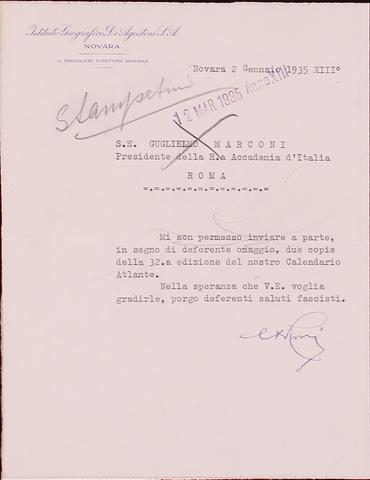 Istituto Geografico De Agostini S.A.
NOVARA
IL CONSIGLIERE DIRETTORE GENERALE
Novara 2 Gennaio 1935 XIII°
12 MAR 1935 Anno XIII
S.E. GUGLIELMO MARCONI
Presidente della R.a Accademia d'Italia
ROMA
=.=.=.=.=.=.=.=.=.=.=.=.=
Mi son permesso inviare a parte,
in segno di deferente omaggio, due copie
della 32.a edizione del nostro Calendario
Atlante.
Nella speranza che V.E. voglia
gradirle, porgo deferenti saluti fascisti.